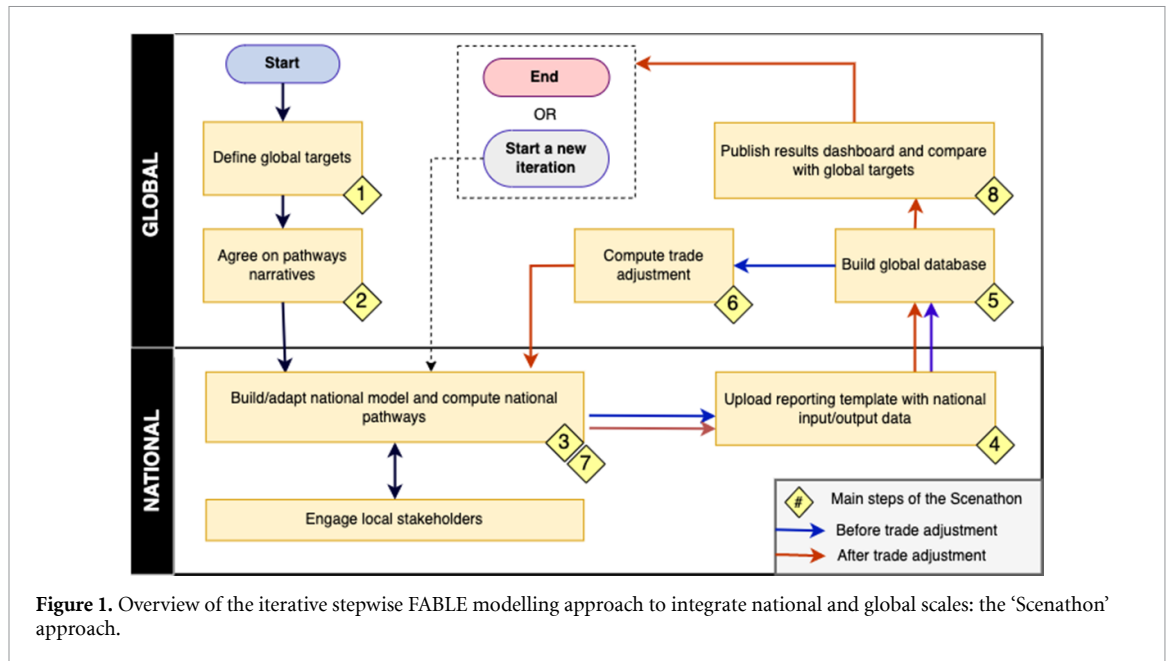 GLOBAL
Start
Define global targets
1
Agree on pathways
narratives
2
End
OR
Start a new
iteration
Publish results dashboard and compare
with global targets
8
Compute trade
adjustment
6
Build global database
5
NATIONAL
Build/adapt national model and compute national
pathways
3
7
Upload reporting template with national
input/output data
4
Engage local stakeholders
# Main steps of the Scenathon
Before trade adjustment
After trade adjustment
Figure 1. Overview of the iterative stepwise FABLE modelling approach to integrate national and global scales: the ‘Scenathon’
approach.